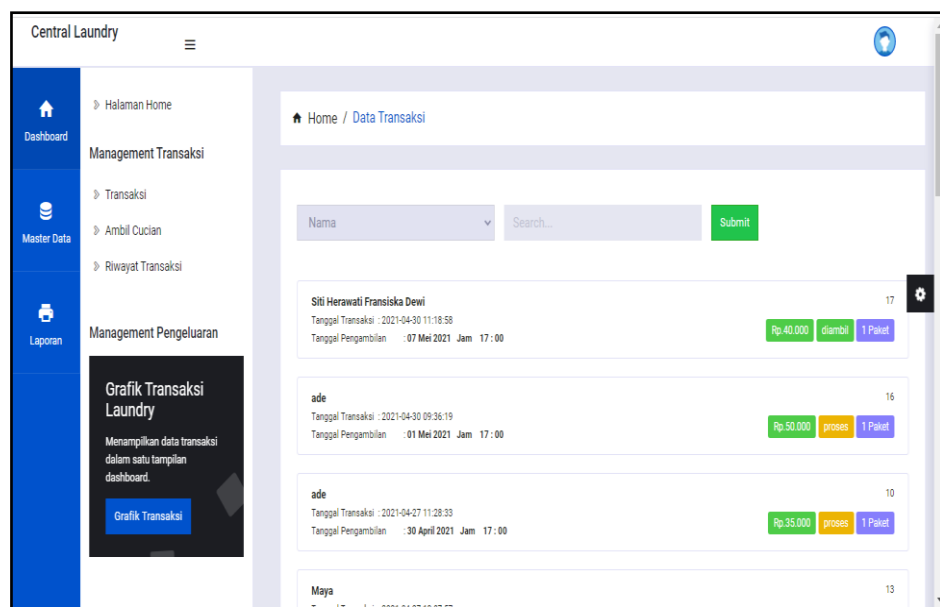 Central Laundry
Dashboard
Master Data
Laporan
Halaman Home
Management Transaksi
Transaksi
Ambil Cucian
Riwayat Transaksi
Management Pengeluaran
Grafik Transaksi
Laundry
Menampilkan data transaksi
dalam satu tampilan
dashboard.
Grafik Transaksi
Home / Data Transaksi
Nama Search... Submit
Siti Herawati Fransiska Dewi 17
Tanggal Transaksi : 2021-04-30 11:18:58
Tanggal Pengambilan : 07 Mei 2021 Jam 17 : 00
Rp.40.000 diambil 1 Paket
ade 16
Tanggal Transaksi : 2021-04-30 09:36:19
Tanggal Pengambilan : 01 Mei 2021 Jam 17 : 00
Rp.50.000 proses 1 Paket
ade 10
Tanggal Transaksi : 2021-04-27 11:28:33
Tanggal Pengambilan : 30 April 2021 Jam 17 : 00
Rp.35.000 proses 1 Paket
Maya 13